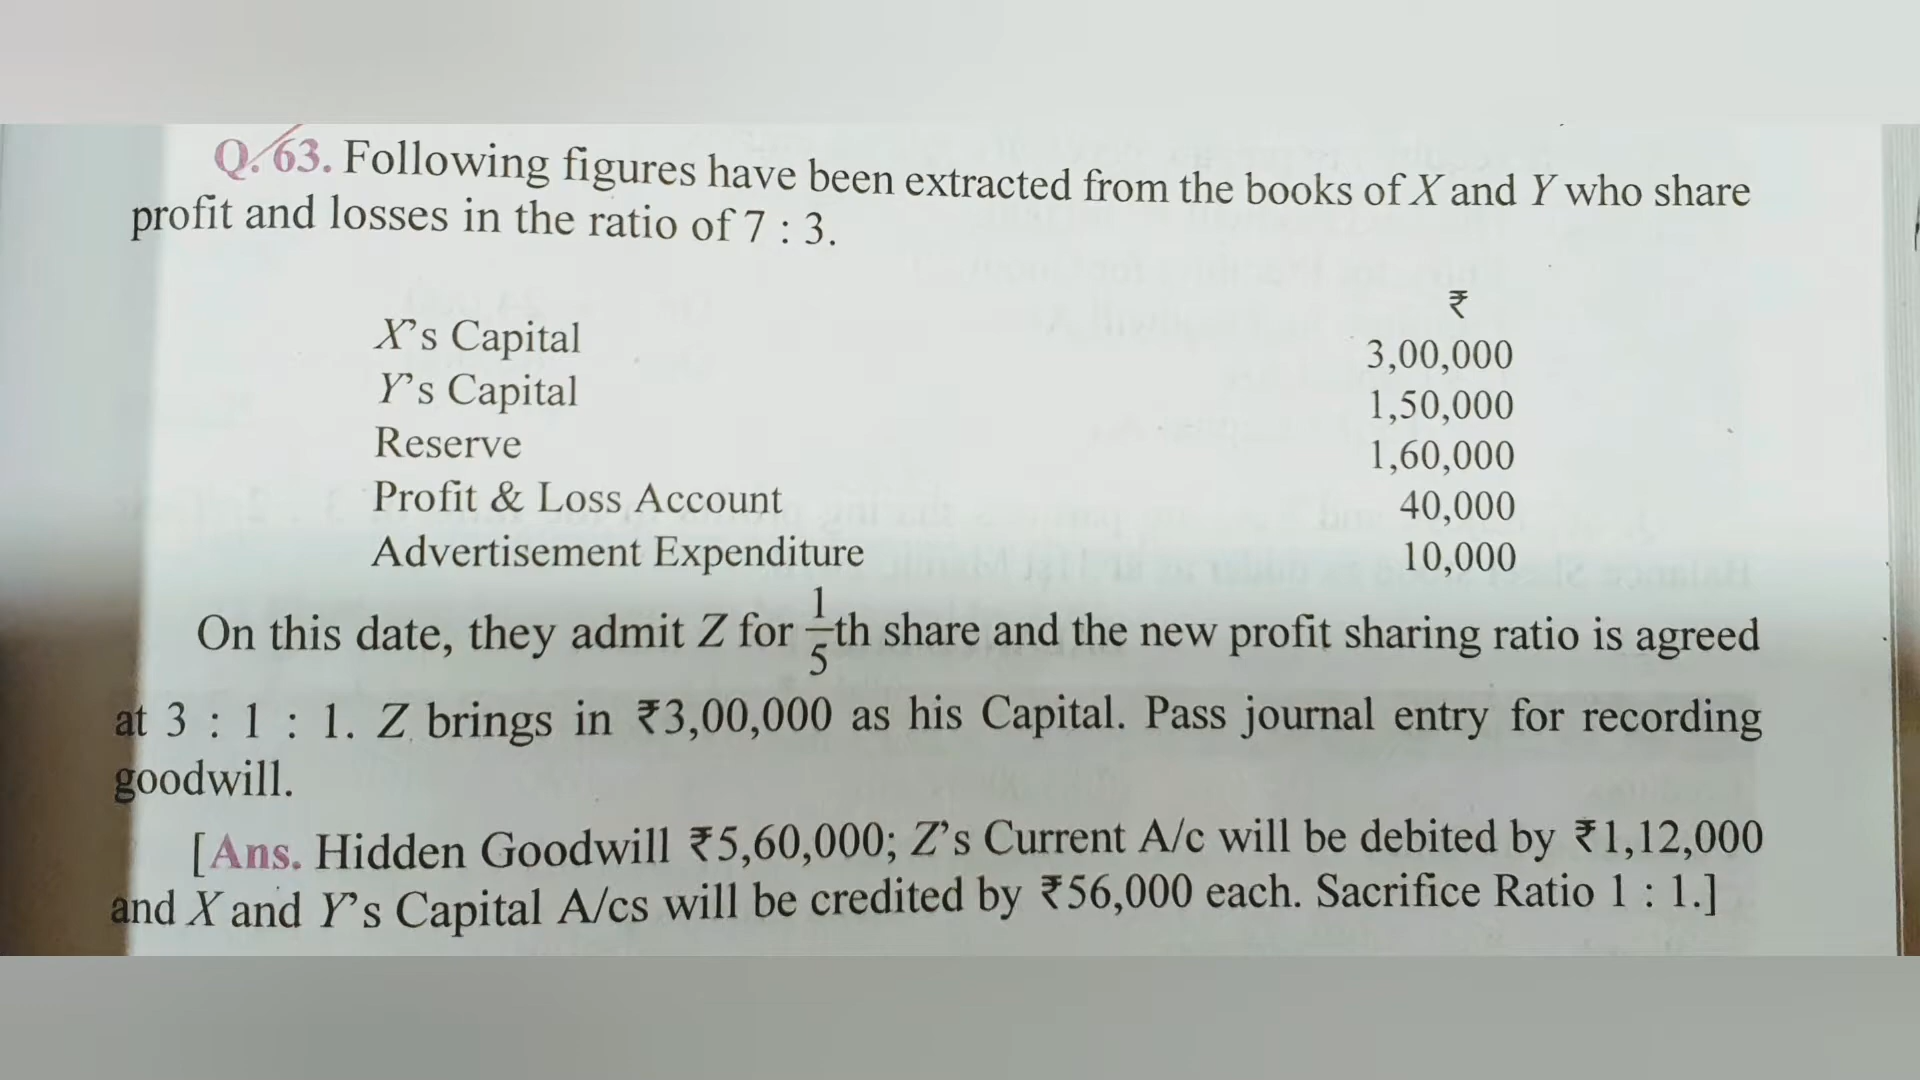 Q. 63. Following figures have been extracted from the books of X and Y who share
profit and losses in the ratio of 7 : 3.
₹
X's Capital 3,00,000
Y's Capital 1,50,000
Reserve 1,60,000
Profit & Loss Account 40,000
Advertisement Expenditure 10,000
On this date, they admit Z for 1/5th share and the new profit sharing ratio is agreed
at 3 : 1 : 1. Z brings in ₹3,00,000 as his Capital. Pass journal entry for recording
goodwill.
[Ans. Hidden Goodwill ₹5,60,000; Z's Current A/c will be debited by ₹1,12,000
and X and Y's Capital A/cs will be credited by ₹56,000 each. Sacrifice Ratio 1 : 1.]